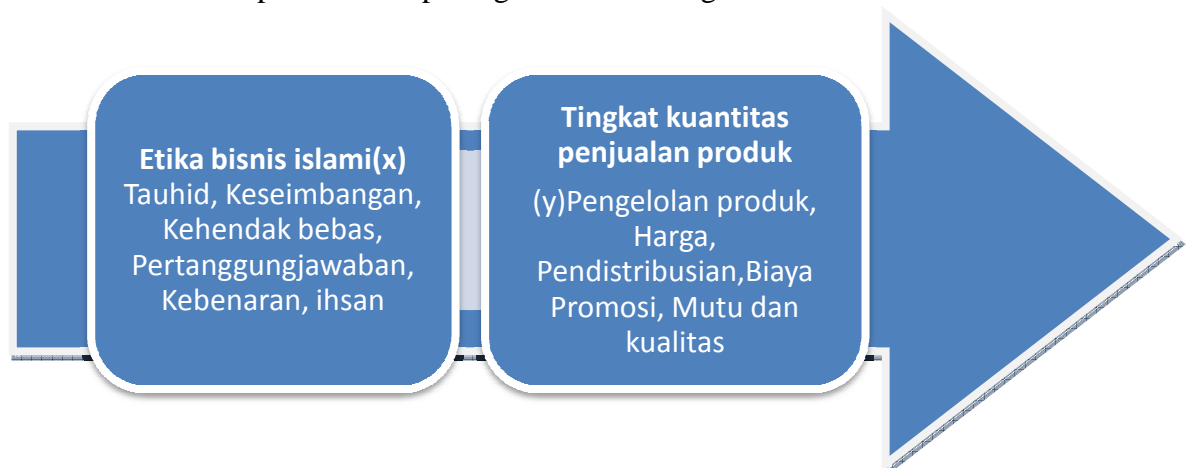 Etika bisnis islami(x)
Tauhid, Keseimbangan,
Kehendak bebas,
Pertanggungjawaban,
Kebenaran, ihsan
Tingkat kuantitas
penjualan produk
(y)Pengelolan produk,
Harga,
Pendistribusian,Biaya
Promosi, Mutu dan
kualitas